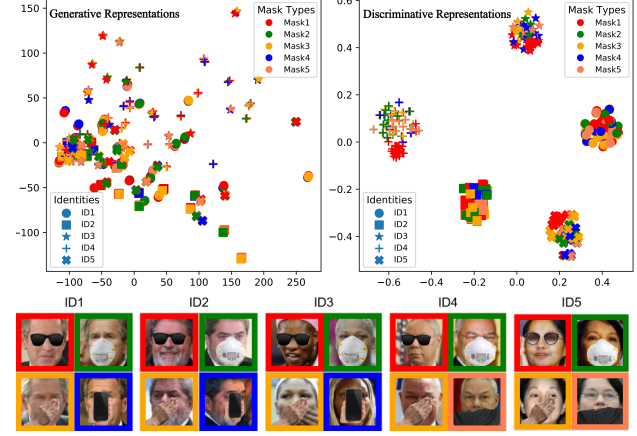 Generative Representations
Mask Types
Mask1
Mask2
Mask3
Mask4
Mask5
Identities
ID1
ID2
ID3
ID4
ID5
150
100
50
0
−50
−100
−100
−50
0
50
100
150
200
250
Discriminative Representations
Mask Types
Mask1
Mask2
Mask3
Mask4
Mask5
Identities
ID1
ID2
ID3
ID4
ID5
0.6
0.4
0.2
0.0
−0.2
−0.4
−0.6
−0.4
−0.2
0.0
0.2
0.4
ID1
ID2
ID3
ID4
ID5